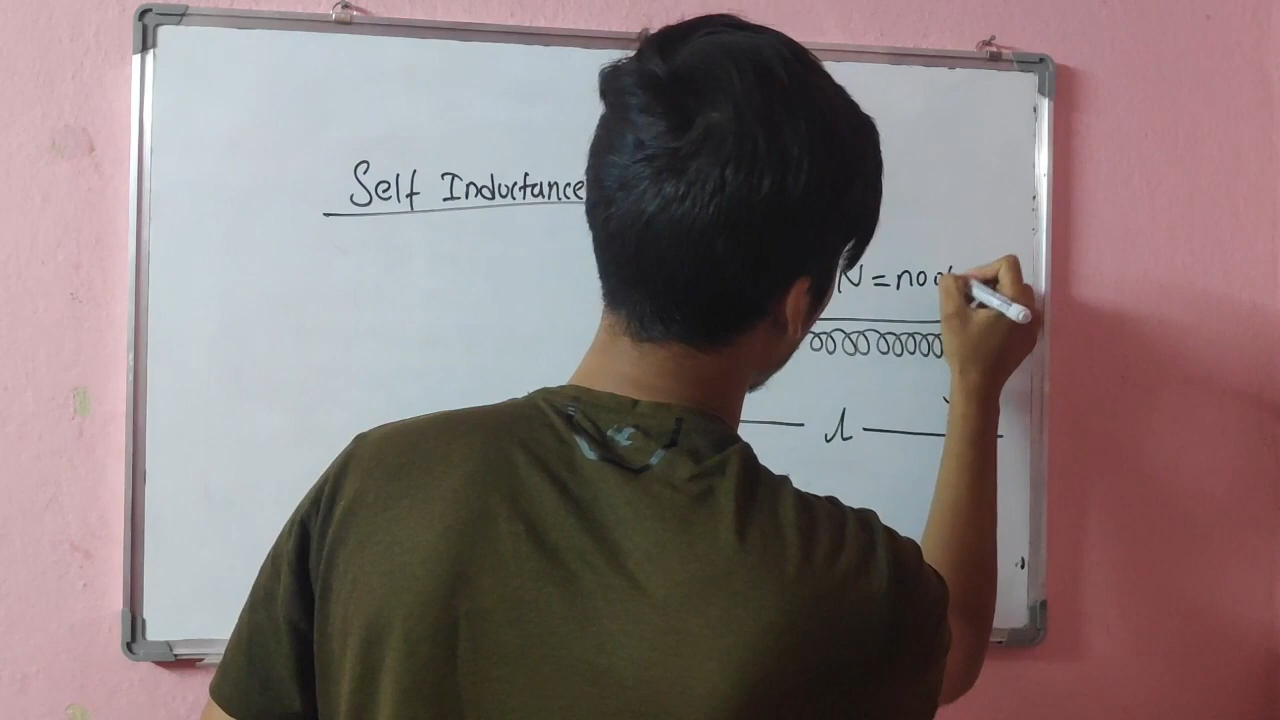 Self Inductance
N = no
l